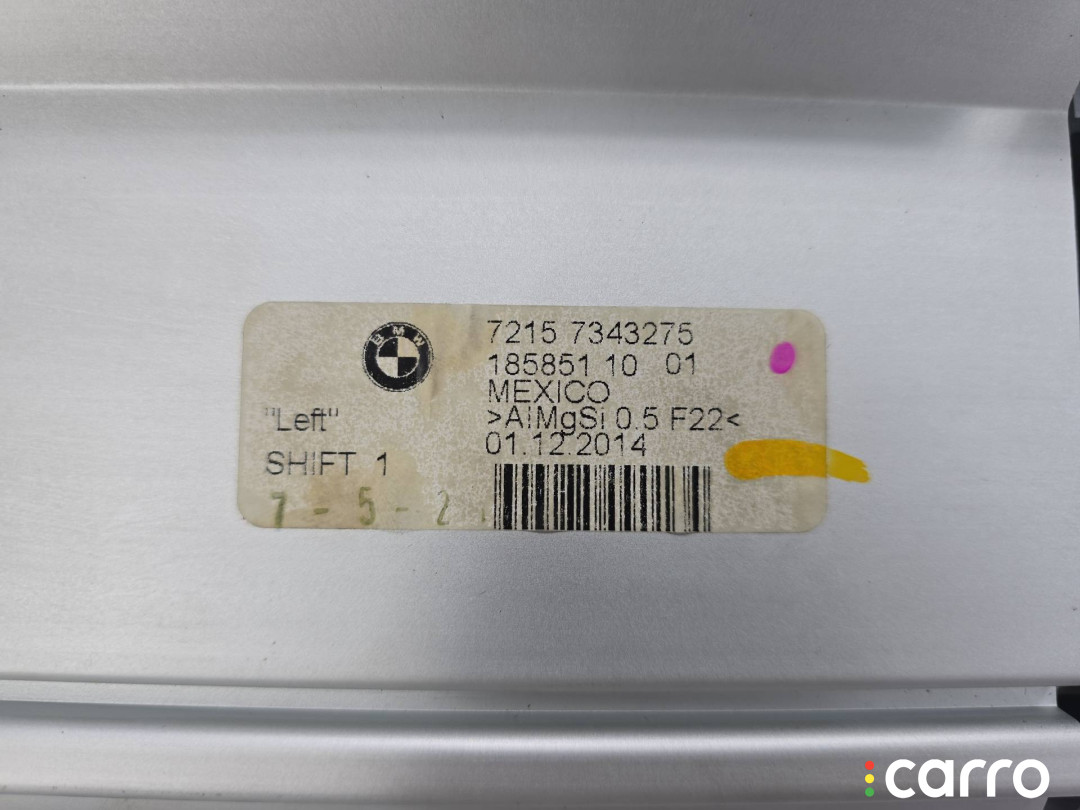 BMW
7215 7343275
185851 10 01
MEXICO
>AlMgSi 0.5 F22<
01.12.2014
"Left"
SHIFT 1
7 - 5 - 2
carro